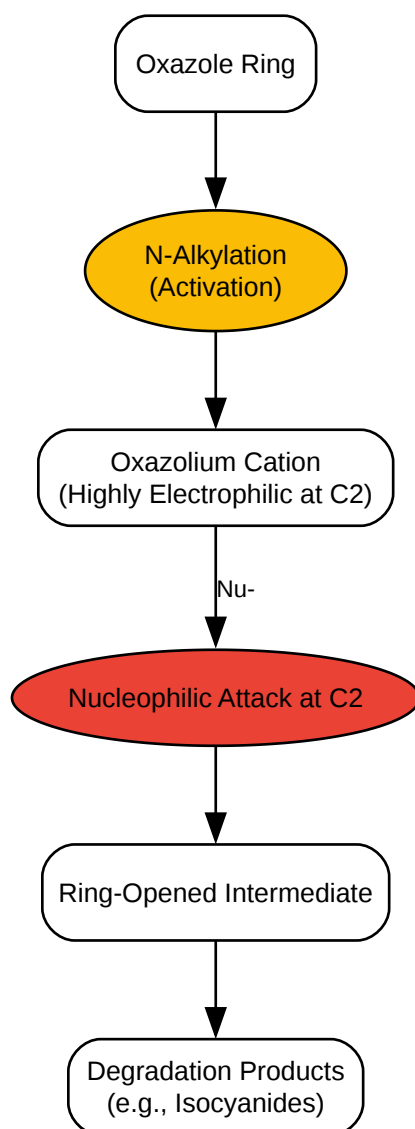 Oxazole Ring
N-Alkylation
(Activation)
Oxazolium Cation
(Highly Electrophilic at C2)
Nu-
Nucleophilic Attack at C2
Ring-Opened Intermediate
Degradation Products
(e.g., Isocyanides)